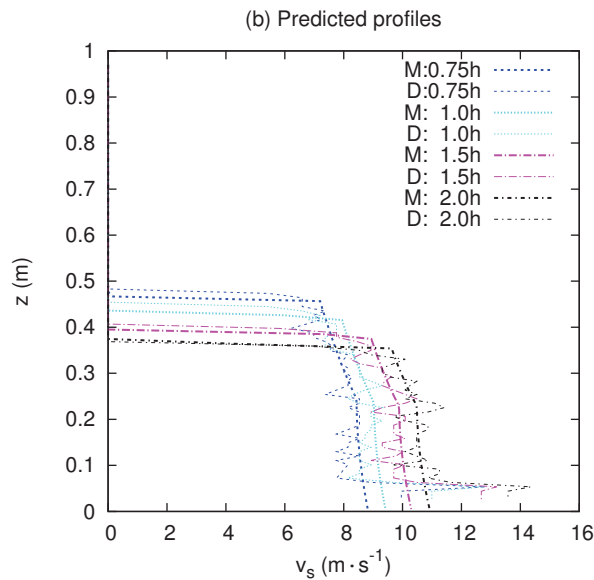 (b) Predicted profiles
1
0.9
0.8
0.7
0.6
0.5
0.4
0.3
0.2
0.1
0
z (m)
M:0.75h
D:0.75h
M: 1.0h
D: 1.0h
M: 1.5h
D: 1.5h
M: 2.0h
D: 2.0h
0 2 4 6 8 10 12 14 16
v_s (m·s⁻¹)